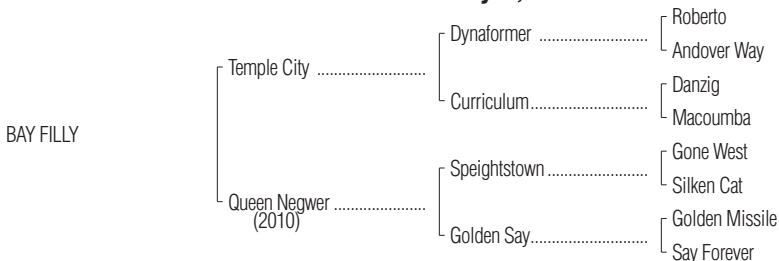 Roberto
Dynaformer ........................
Andover Way
Temple City ........................
Danzig
Curriculum..........................
Macoumba
BAY FILLY
Gone West
Speightstown ......................
Silken Cat
Queen Negwer ....................
(2010)
Golden Missile
Golden Say..........................
Say Forever